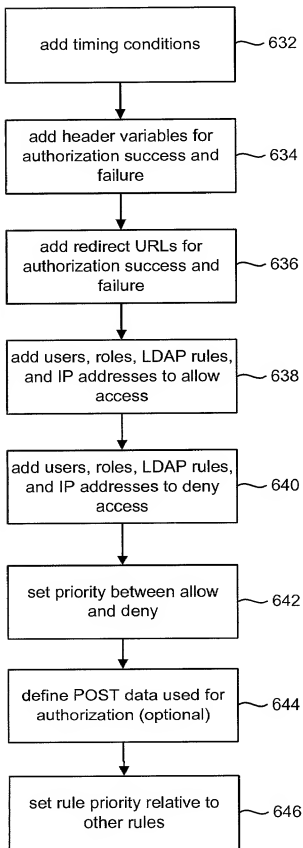 add timing conditions
632
add header variables for
authorization success and
failure
634
add redirect URLs for
authorization success and
failure
636
add users, roles, LDAP rules,
and IP addresses to allow
access
638
add users, roles, LDAP rules,
and IP addresses to deny
access
640
set priority between allow
and deny
642
define POST data used for
authorization (optional)
644
set rule priority relative to
other rules
646